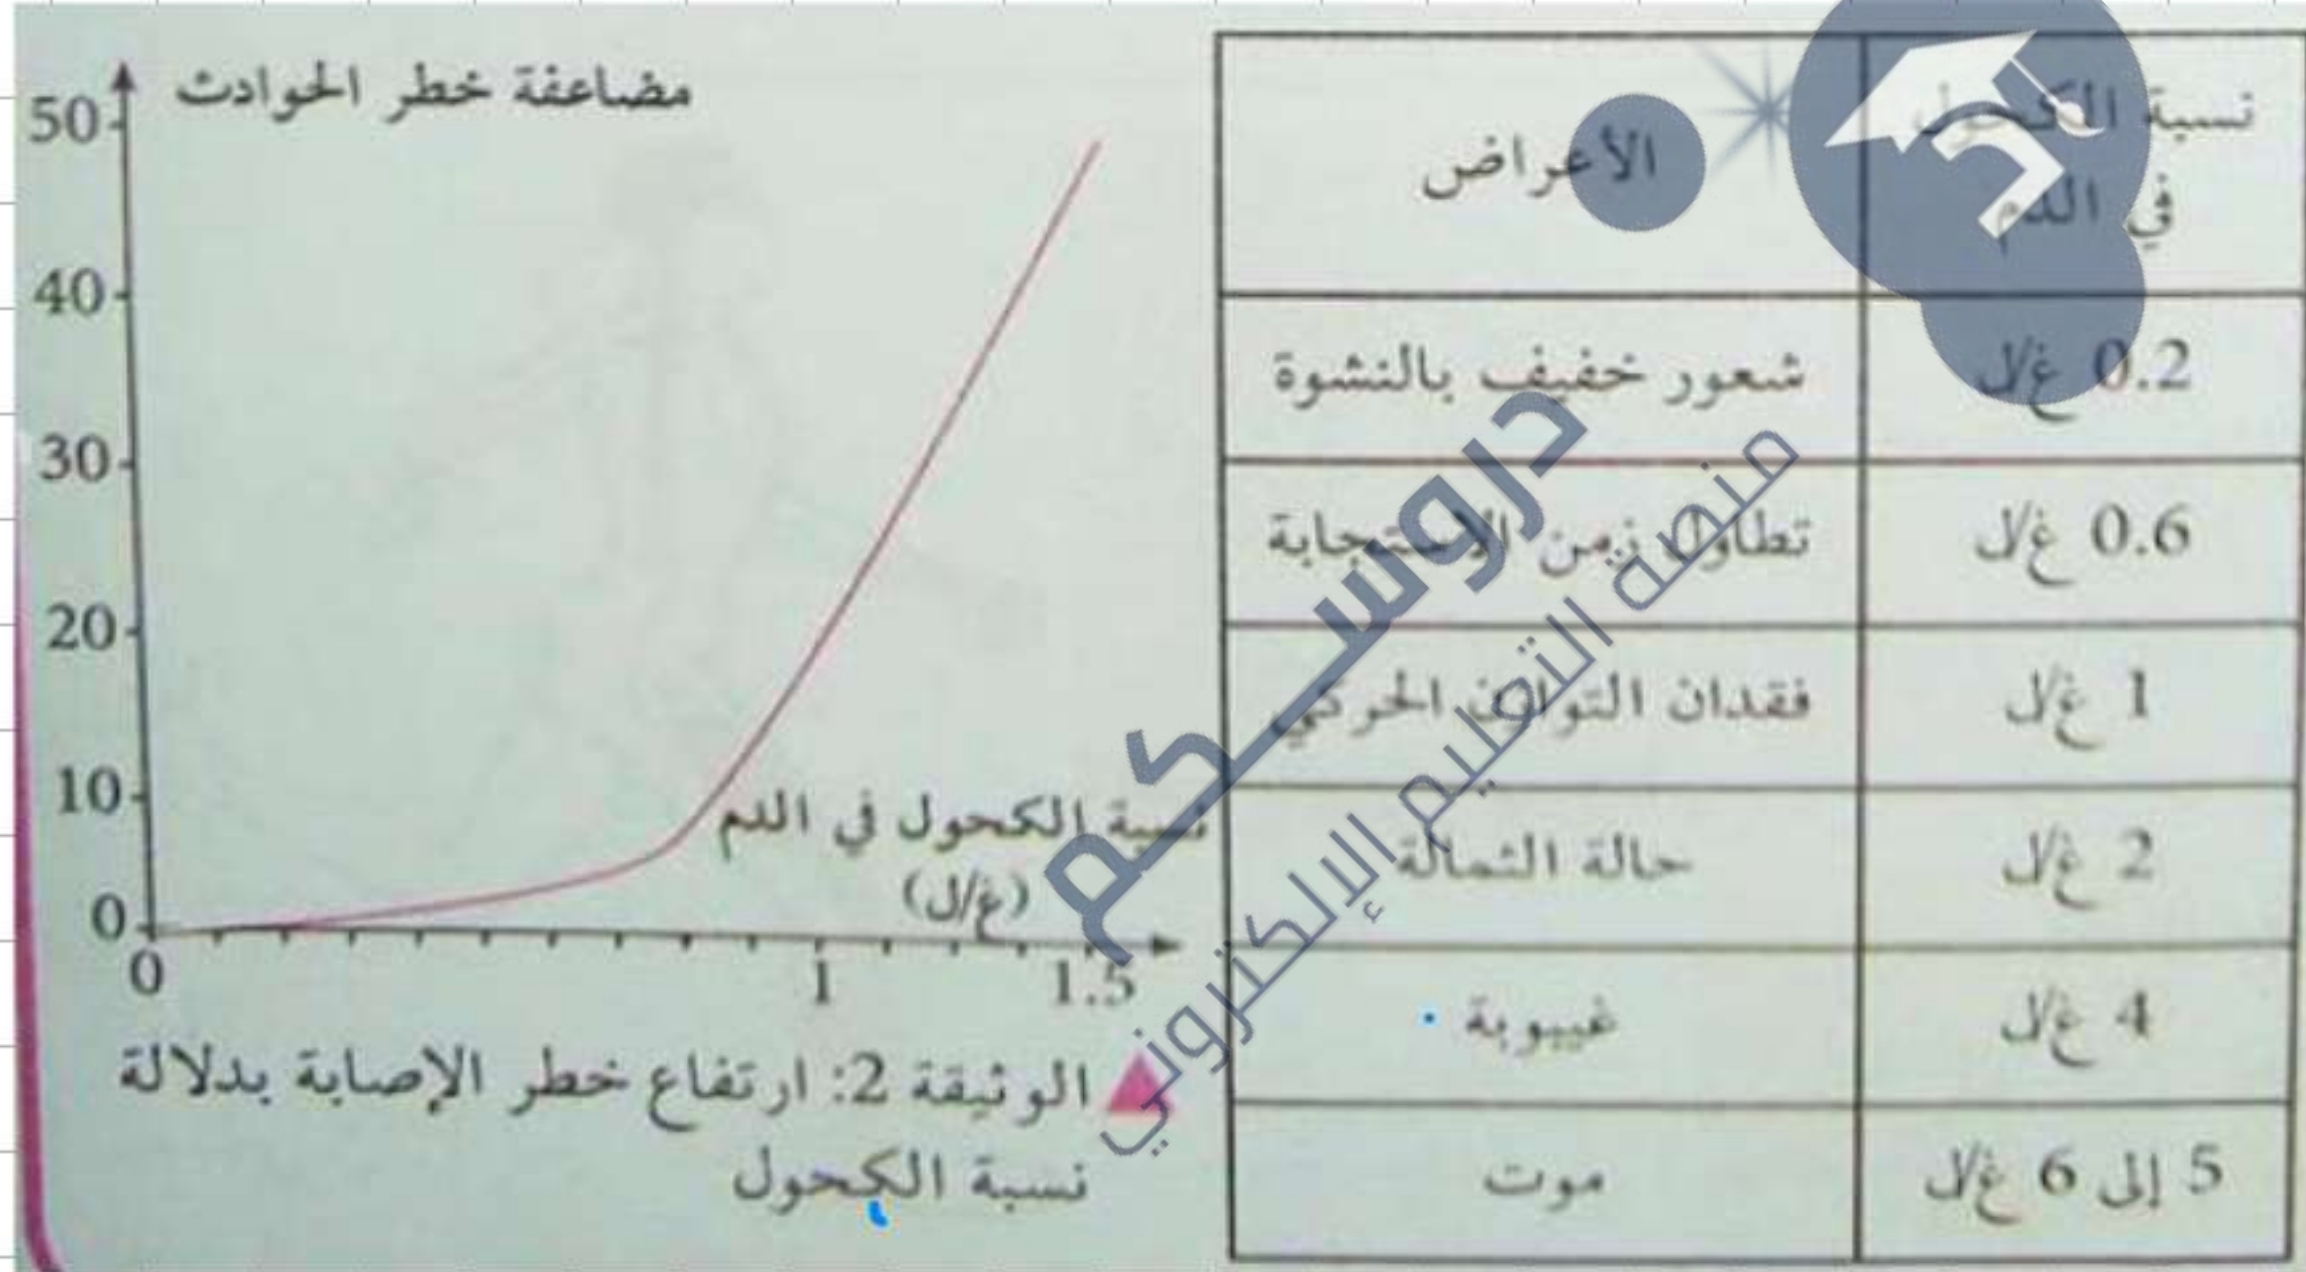 نسبة الكحول
في الدم
الأعراض
0.2 غ/ل
شعور خفيف بالنشوة
0.6 غ/ل
تطاول زمن الاستجابة
1 غ/ل
فقدان التوازن الحركي
2 غ/ل
حالة الثمالة
4 غ/ل
غيبوبة
5 إلى 6 غ/ل
موت
مضاعفة خطر الحوادث
50
40
30
20
10
0
نسبة الكحول في الدم
(غ/ل)
0 1 1.5
الوثيقة 2: ارتفاع خطر الإصابة بدلالة
نسبة الكحول
دروسكم
منصة التعليم الإلكتروني